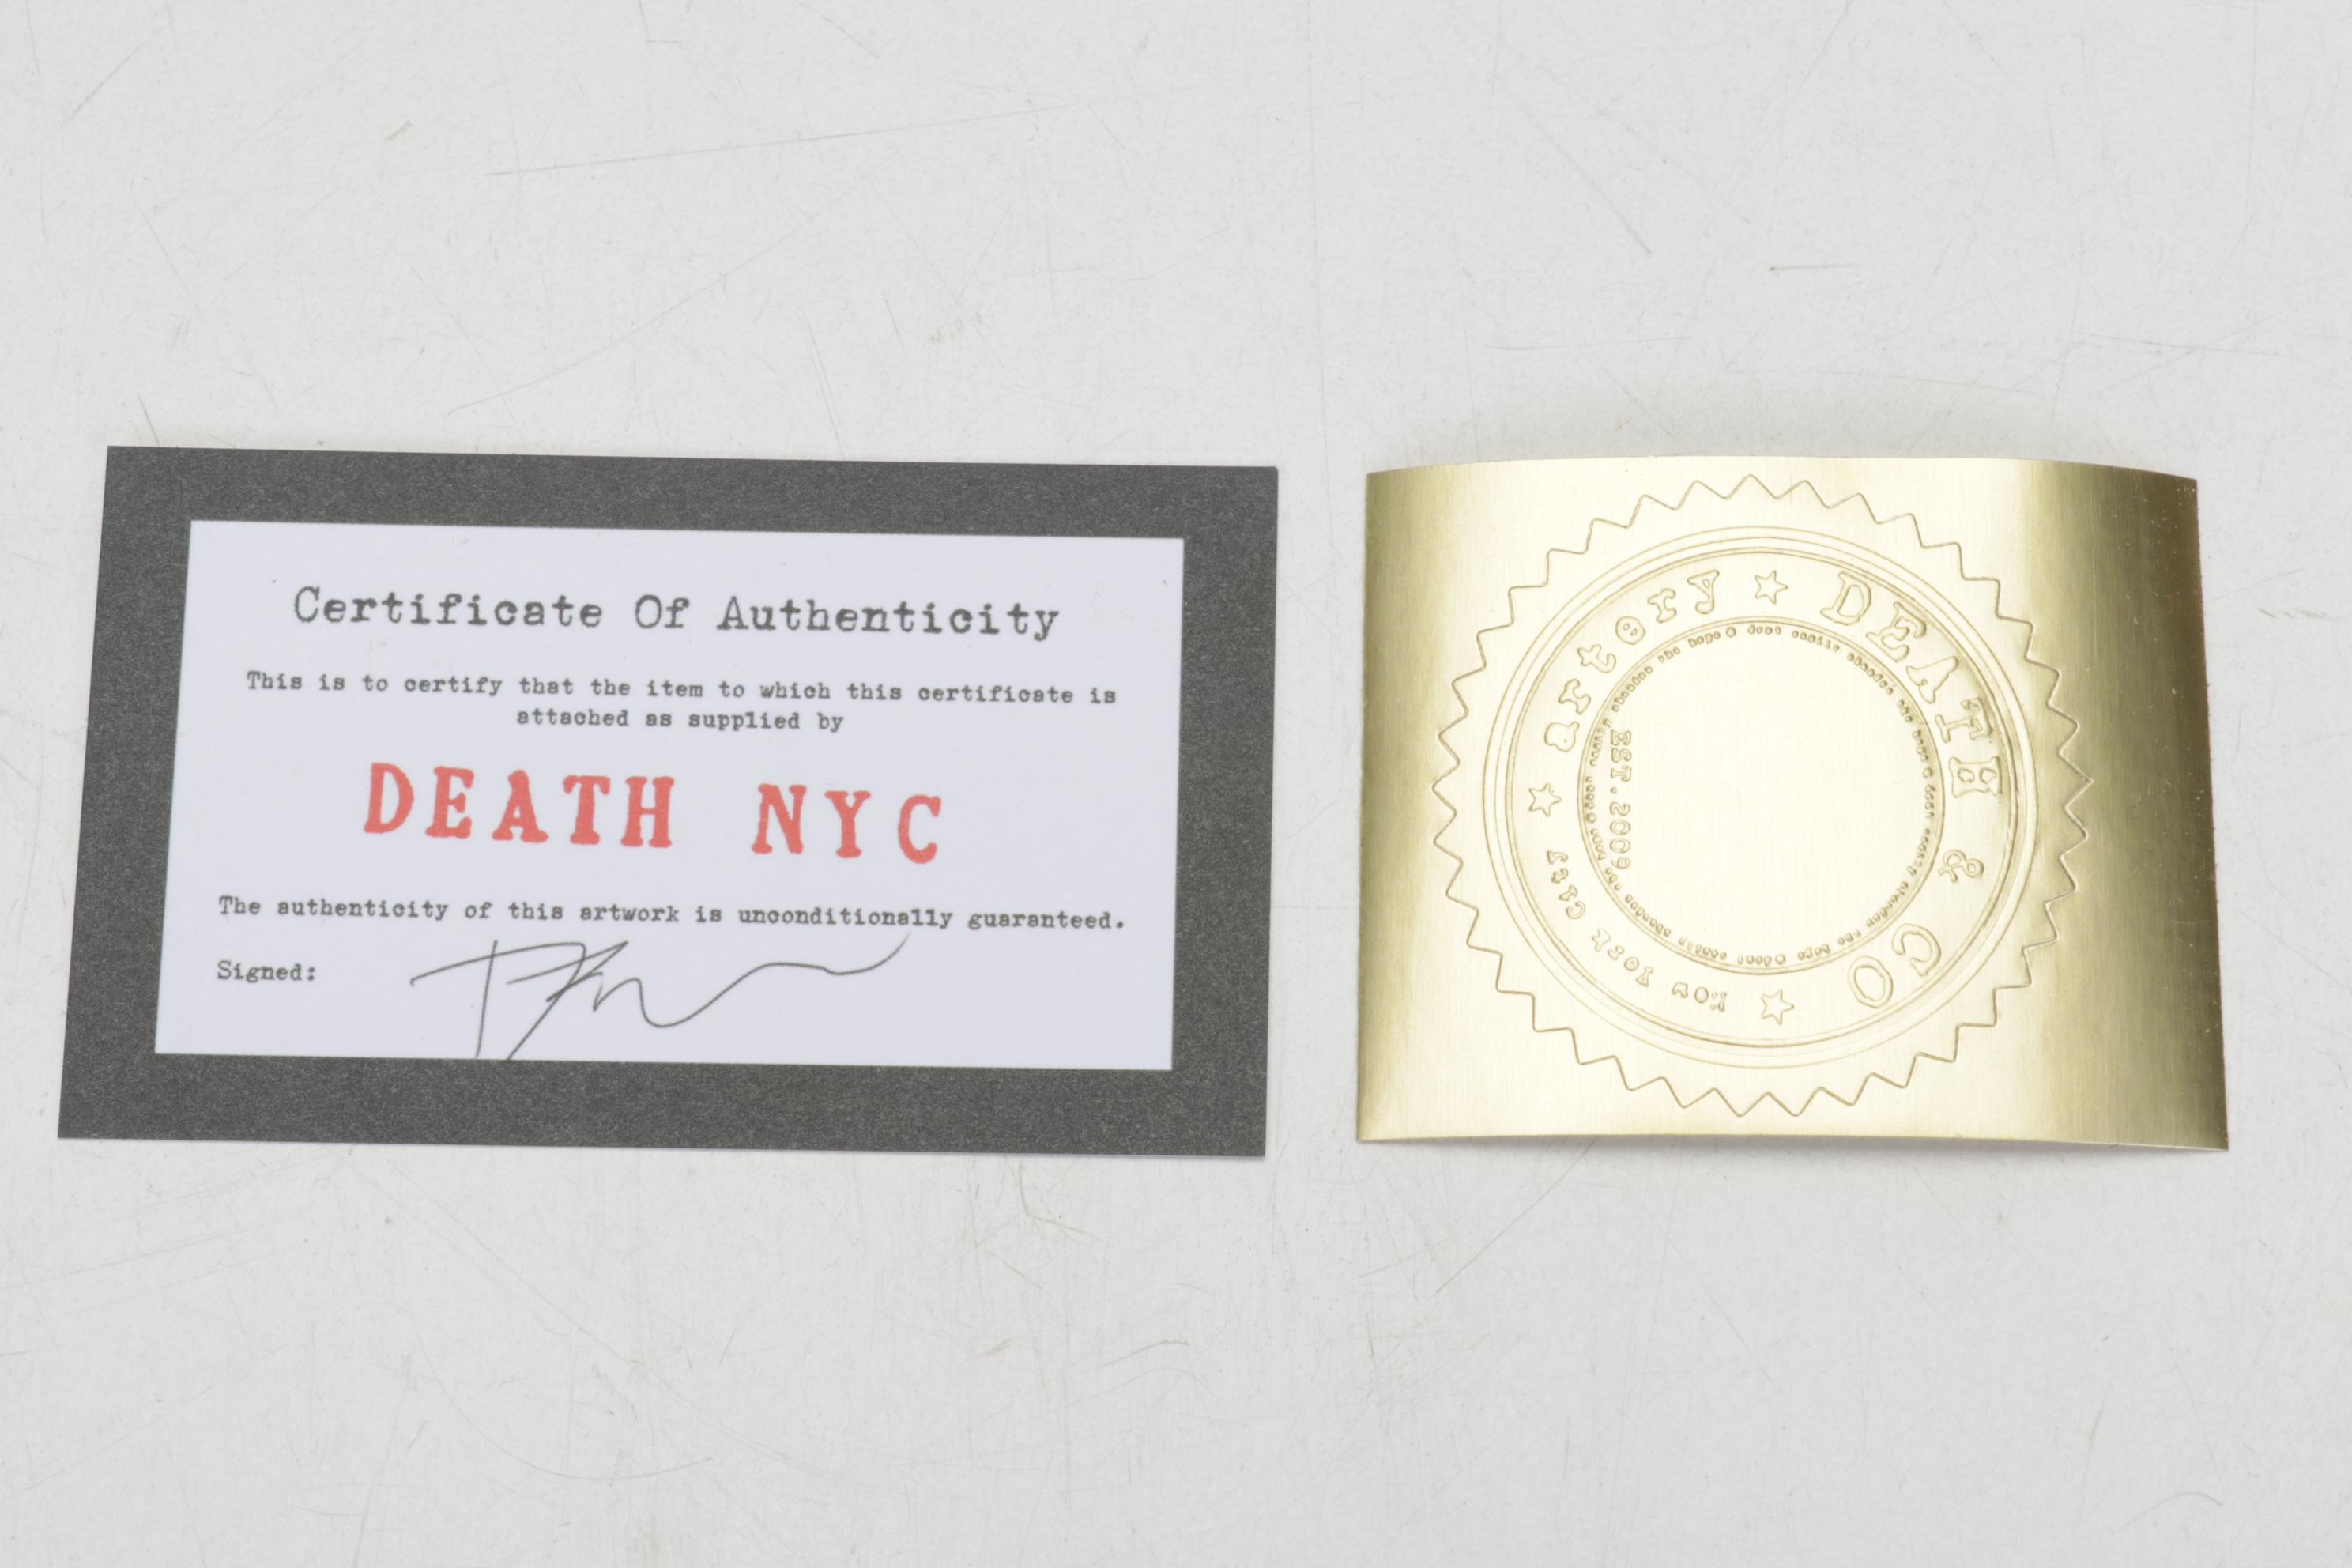 Certificate Of Authenticity
This is to certify that the item to which this certificate is
attached as supplied by
DEATH NYC
The authenticity of this artwork is unconditionally guaranteed.
Signed:
artery ★ DEATH & CO ★ New York City ★
EST. 2009